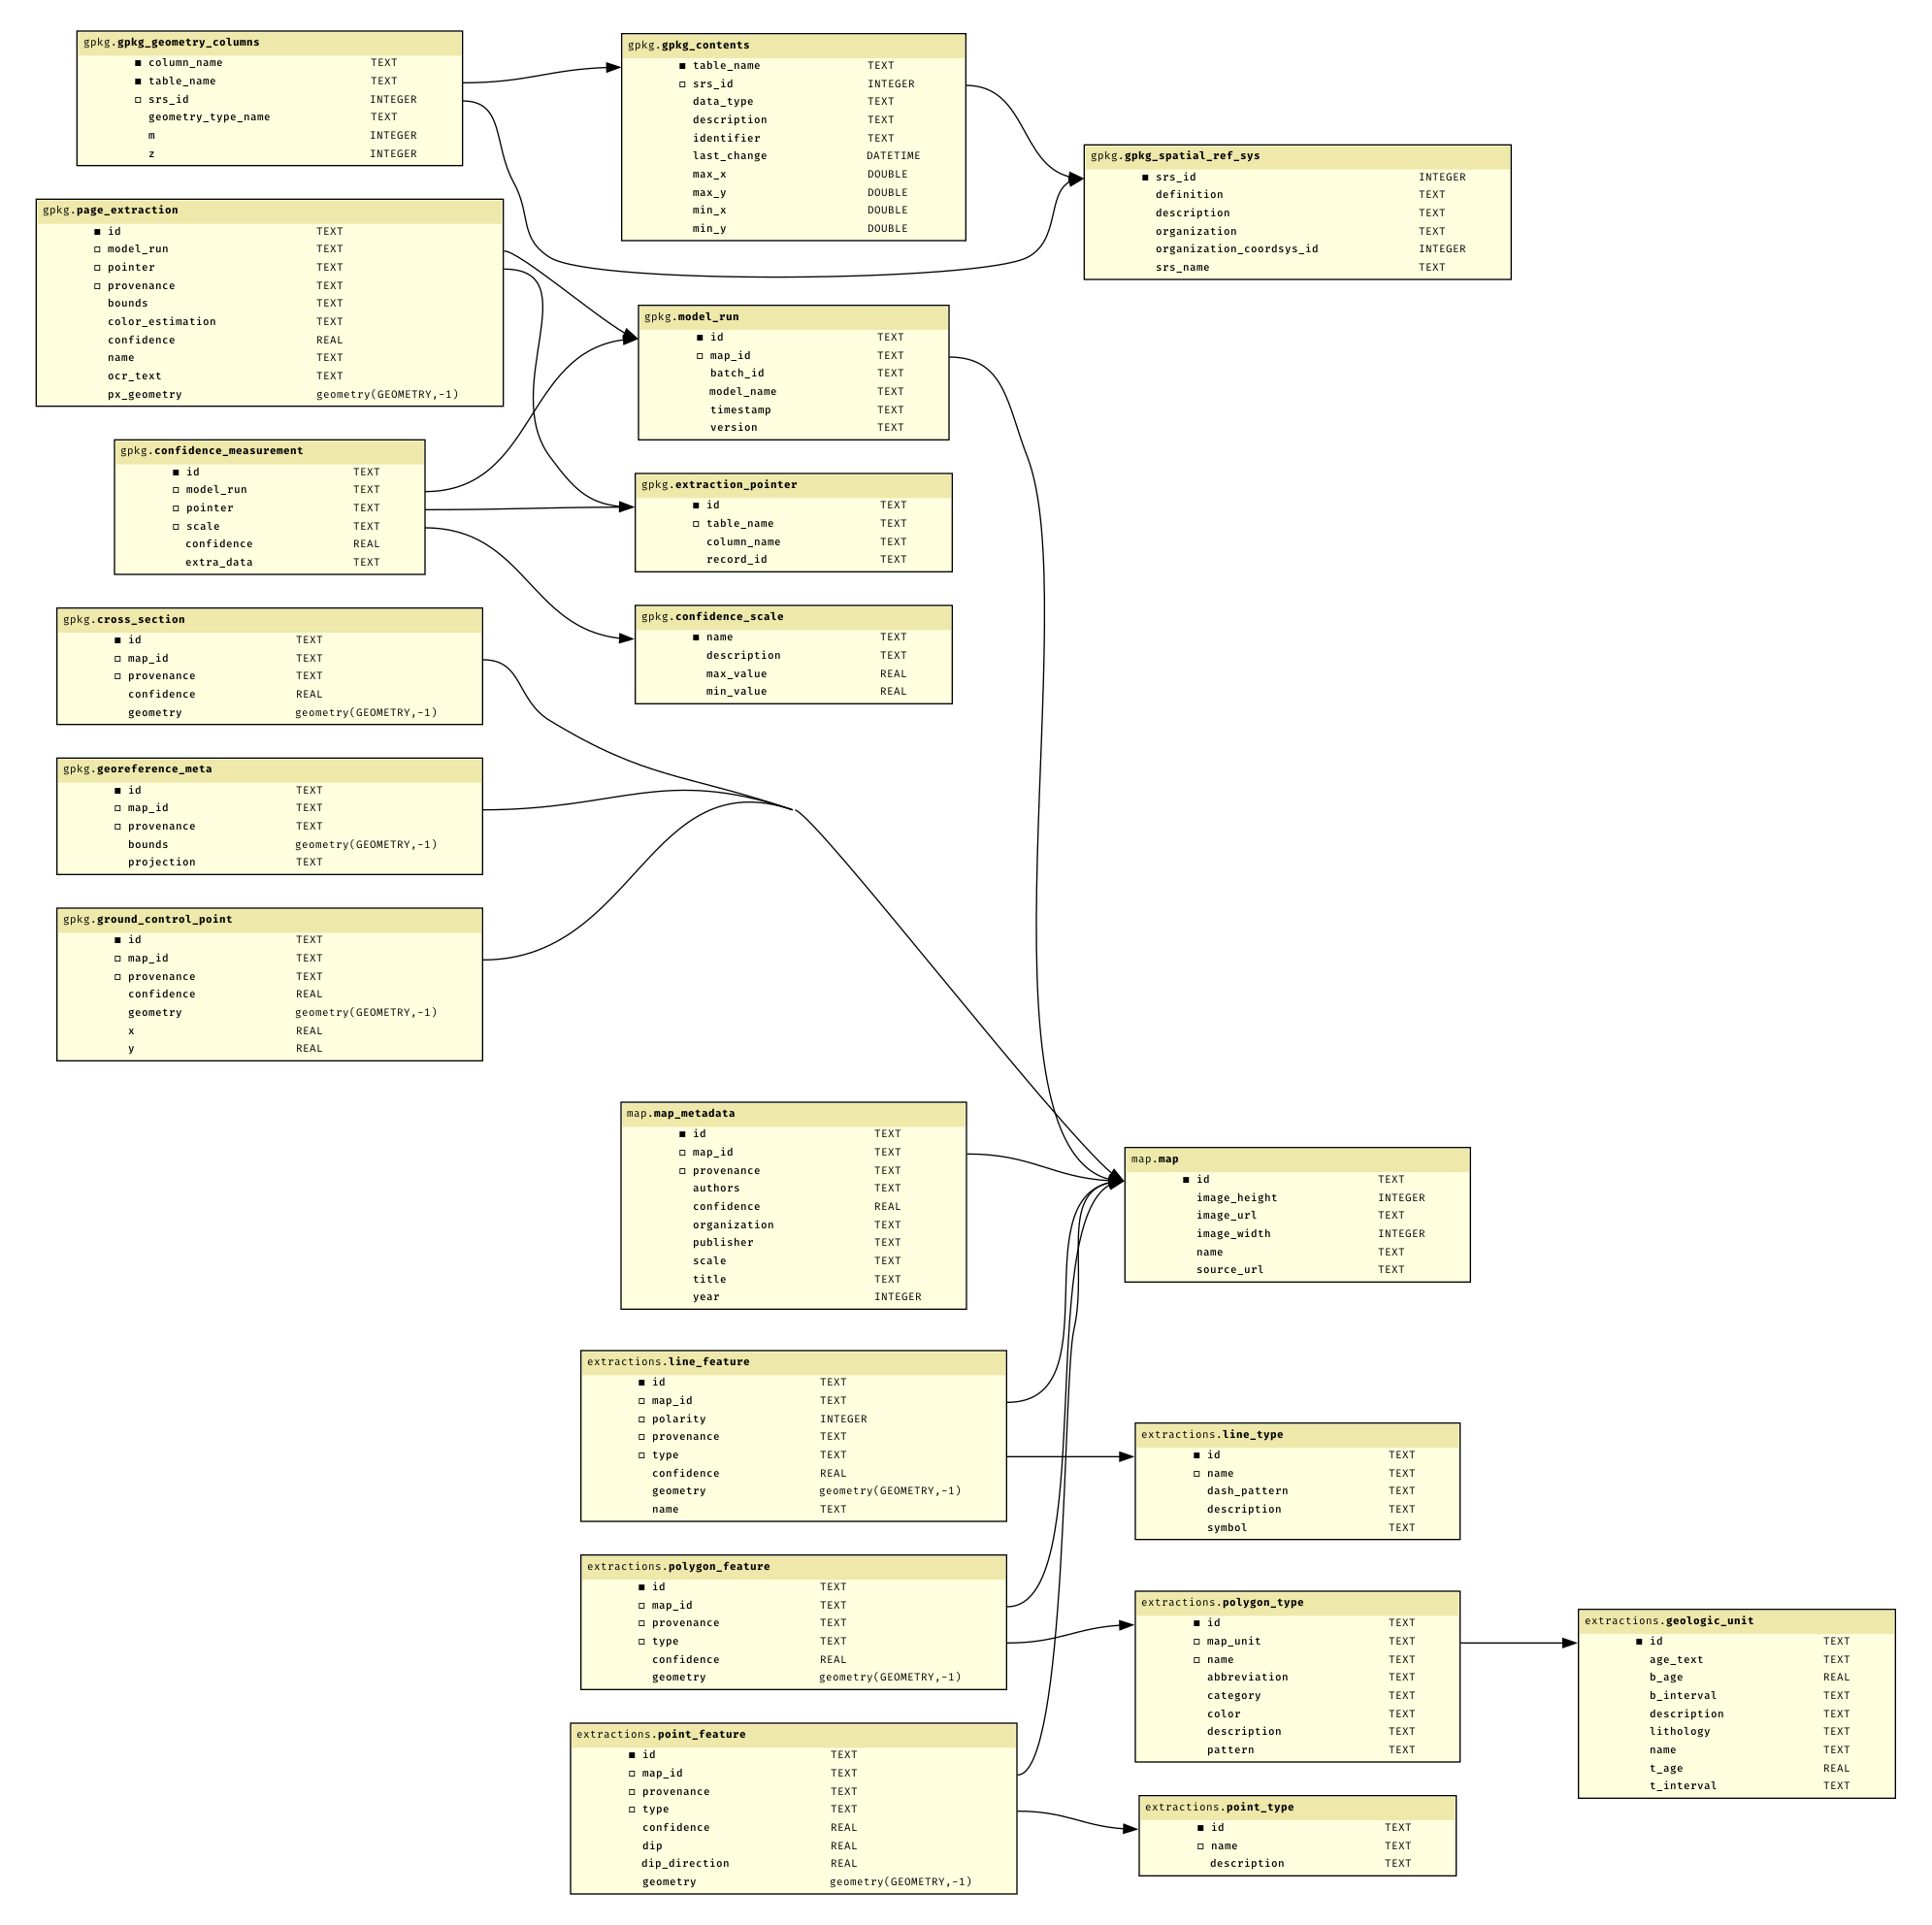 gpkg.gpkg_geometry_columns
column_name TEXT
table_name TEXT
srs_id INTEGER
geometry_type_name TEXT
m INTEGER
z INTEGER
gpkg.gpkg_contents
table_name TEXT
srs_id INTEGER
data_type TEXT
description TEXT
identifier TEXT
last_change DATETIME
max_x DOUBLE
max_y DOUBLE
min_x DOUBLE
min_y DOUBLE
gpkg.gpkg_spatial_ref_sys
srs_id INTEGER
definition TEXT
description TEXT
organization TEXT
organization_coordsys_id INTEGER
srs_name TEXT
gpkg.page_extraction
id TEXT
model_run TEXT
pointer TEXT
provenance TEXT
bounds TEXT
color_estimation TEXT
confidence REAL
name TEXT
ocr_text TEXT
px_geometry geometry(GEOMETRY,-1)
gpkg.model_run
id TEXT
map_id TEXT
batch_id TEXT
model_name TEXT
timestamp TEXT
version TEXT
gpkg.confidence_measurement
id TEXT
model_run TEXT
pointer TEXT
scale TEXT
confidence REAL
extra_data TEXT
gpkg.extraction_pointer
id TEXT
table_name TEXT
column_name TEXT
record_id TEXT
gpkg.confidence_scale
name TEXT
description TEXT
max_value REAL
min_value REAL
gpkg.cross_section
id TEXT
map_id TEXT
provenance TEXT
confidence REAL
geometry geometry(GEOMETRY,-1)
gpkg.georeference_meta
id TEXT
map_id TEXT
provenance TEXT
bounds geometry(GEOMETRY,-1)
projection TEXT
gpkg.ground_control_point
id TEXT
map_id TEXT
provenance TEXT
confidence REAL
geometry geometry(GEOMETRY,-1)
x REAL
y REAL
map.map_metadata
id TEXT
map_id TEXT
provenance TEXT
authors TEXT
confidence REAL
organization TEXT
publisher TEXT
scale TEXT
title TEXT
year INTEGER
map.map
id TEXT
image_height INTEGER
image_url TEXT
image_width INTEGER
name TEXT
source_url TEXT
extractions.line_feature
id TEXT
map_id TEXT
polarity INTEGER
provenance TEXT
type TEXT
confidence REAL
geometry geometry(GEOMETRY,-1)
name TEXT
extractions.line_type
id TEXT
name TEXT
dash_pattern TEXT
description TEXT
symbol TEXT
extractions.polygon_feature
id TEXT
map_id TEXT
provenance TEXT
type TEXT
confidence REAL
geometry geometry(GEOMETRY,-1)
extractions.polygon_type
id TEXT
map_unit TEXT
name TEXT
abbreviation TEXT
category TEXT
color TEXT
description TEXT
pattern TEXT
extractions.geologic_unit
id TEXT
age_text TEXT
b_age REAL
b_interval TEXT
description TEXT
lithology TEXT
name TEXT
t_age REAL
t_interval TEXT
extractions.point_feature
id TEXT
map_id TEXT
provenance TEXT
type TEXT
confidence REAL
dip REAL
dip_direction REAL
geometry geometry(GEOMETRY,-1)
extractions.point_type
id TEXT
name TEXT
description TEXT